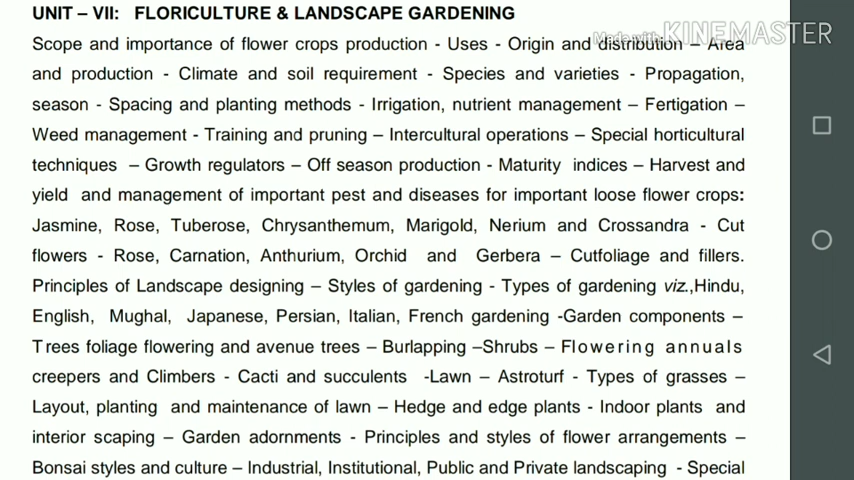 UNIT – VII: FLORICULTURE & LANDSCAPE GARDENING
Made with KINEMASTER
Scope and importance of flower crops production - Uses - Origin and distribution – Area
and production - Climate and soil requirement - Species and varieties - Propagation,
season - Spacing and planting methods - Irrigation, nutrient management – Fertigation –
Weed management - Training and pruning – Intercultural operations – Special horticultural
techniques – Growth regulators – Off season production - Maturity indices – Harvest and
yield and management of important pest and diseases for important loose flower crops:
Jasmine, Rose, Tuberose, Chrysanthemum, Marigold, Nerium and Crossandra - Cut
flowers - Rose, Carnation, Anthurium, Orchid and Gerbera – Cutfoliage and fillers.
Principles of Landscape designing – Styles of gardening - Types of gardening viz.,Hindu,
English, Mughal, Japanese, Persian, Italian, French gardening -Garden components –
Trees foliage flowering and avenue trees – Burlapping –Shrubs – Flowering annuals
creepers and Climbers - Cacti and succulents -Lawn – Astroturf - Types of grasses –
Layout, planting and maintenance of lawn – Hedge and edge plants - Indoor plants and
interior scaping – Garden adornments - Principles and styles of flower arrangements –
Bonsai styles and culture – Industrial, Institutional, Public and Private landscaping - Special